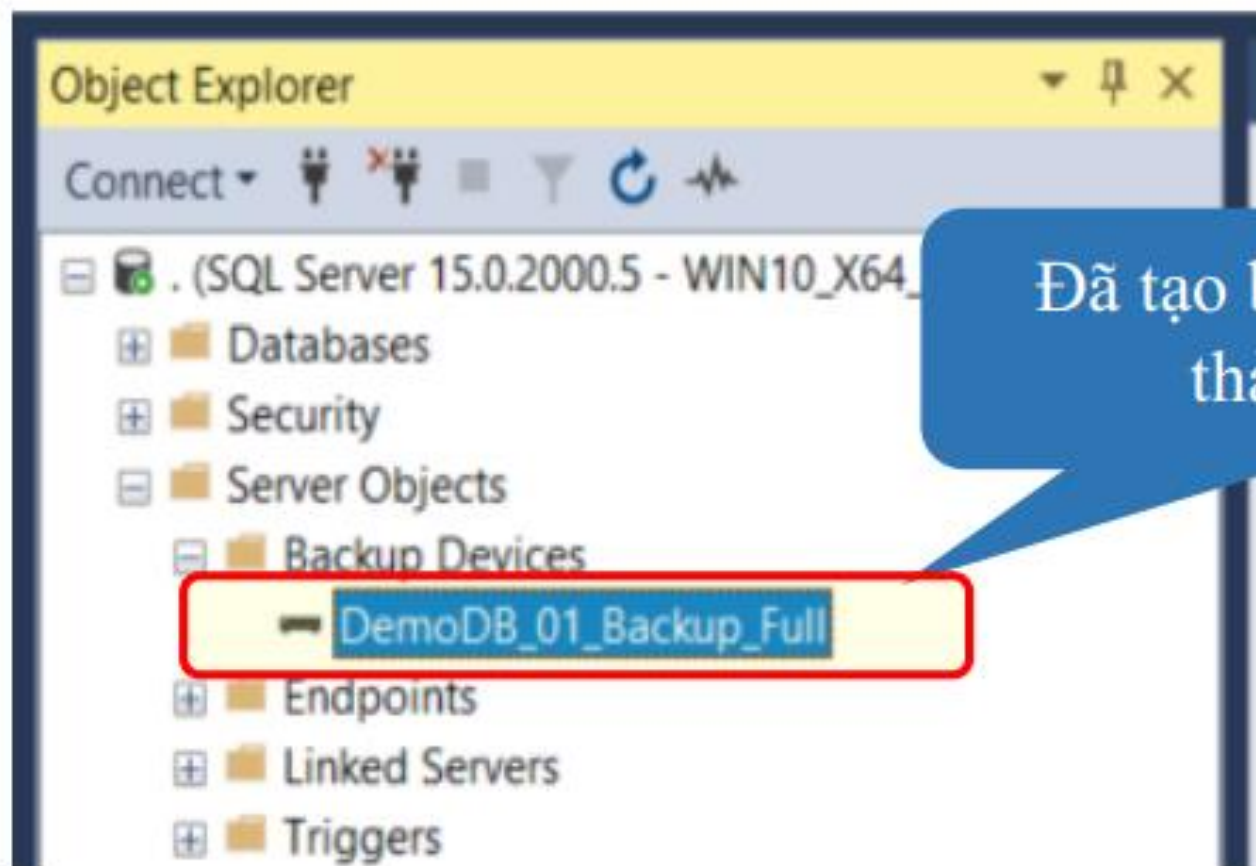 Object Explorer
Connect
. (SQL Server 15.0.2000.5 - WIN10_X64_
Đã tạo
Databases
Security
Server Objects
Backup Devices
DemoDB_01_Backup_Full
Endpoints
Linked Servers
Triggers